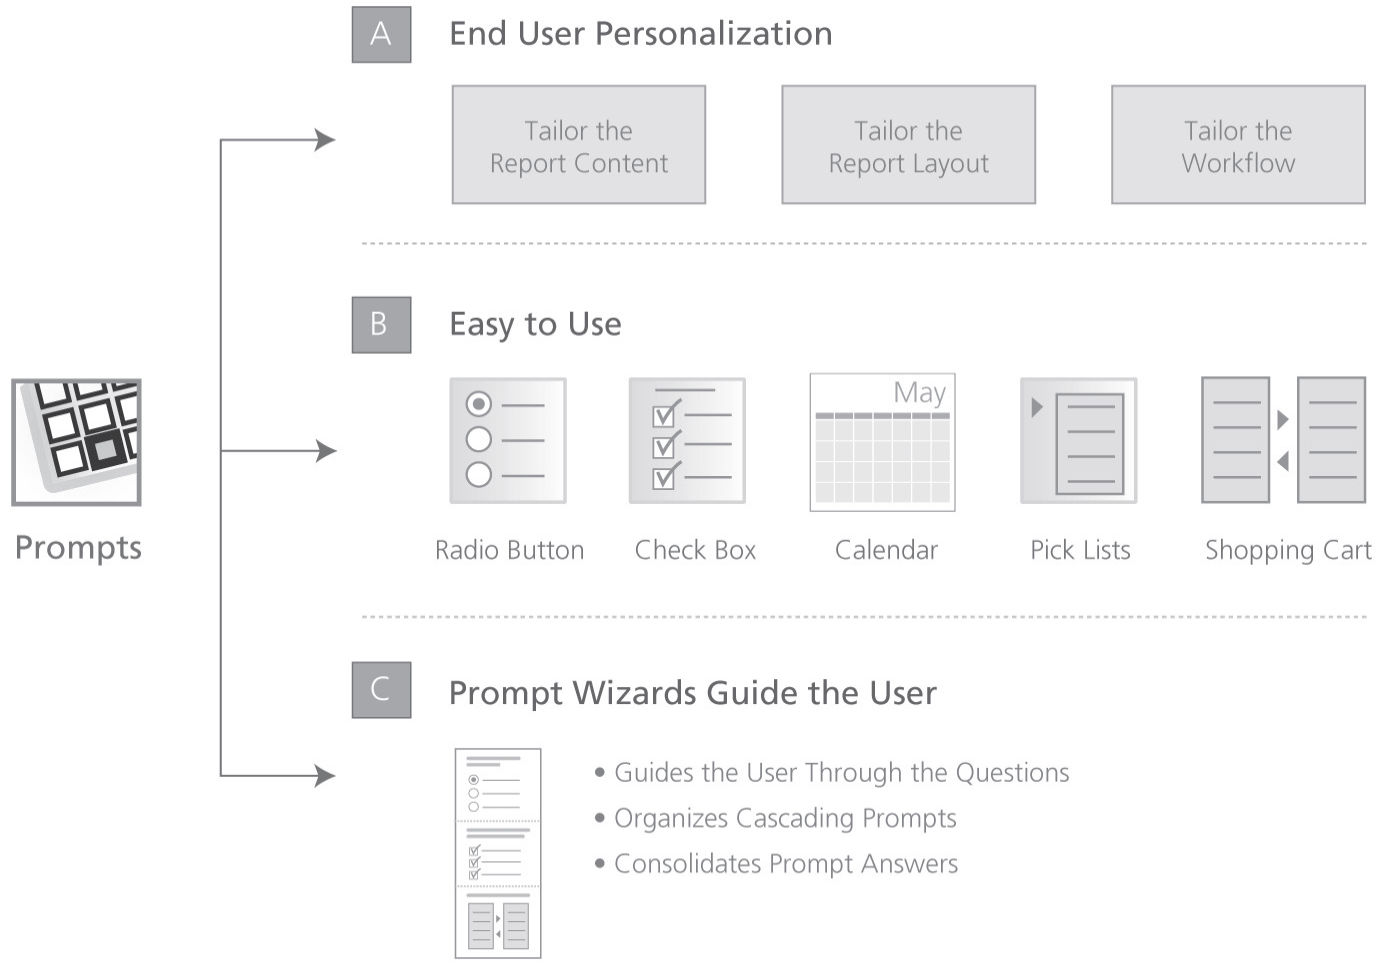 A
End User Personalization
Tailor the
Report Content
Tailor the
Report Layout
Tailor the
Workflow
B
Easy to Use
May
Radio Button
Check Box
Calendar
Pick Lists
Shopping Cart
Prompts
C
Prompt Wizards Guide the User
• Guides the User Through the Questions
• Organizes Cascading Prompts
• Consolidates Prompt Answers